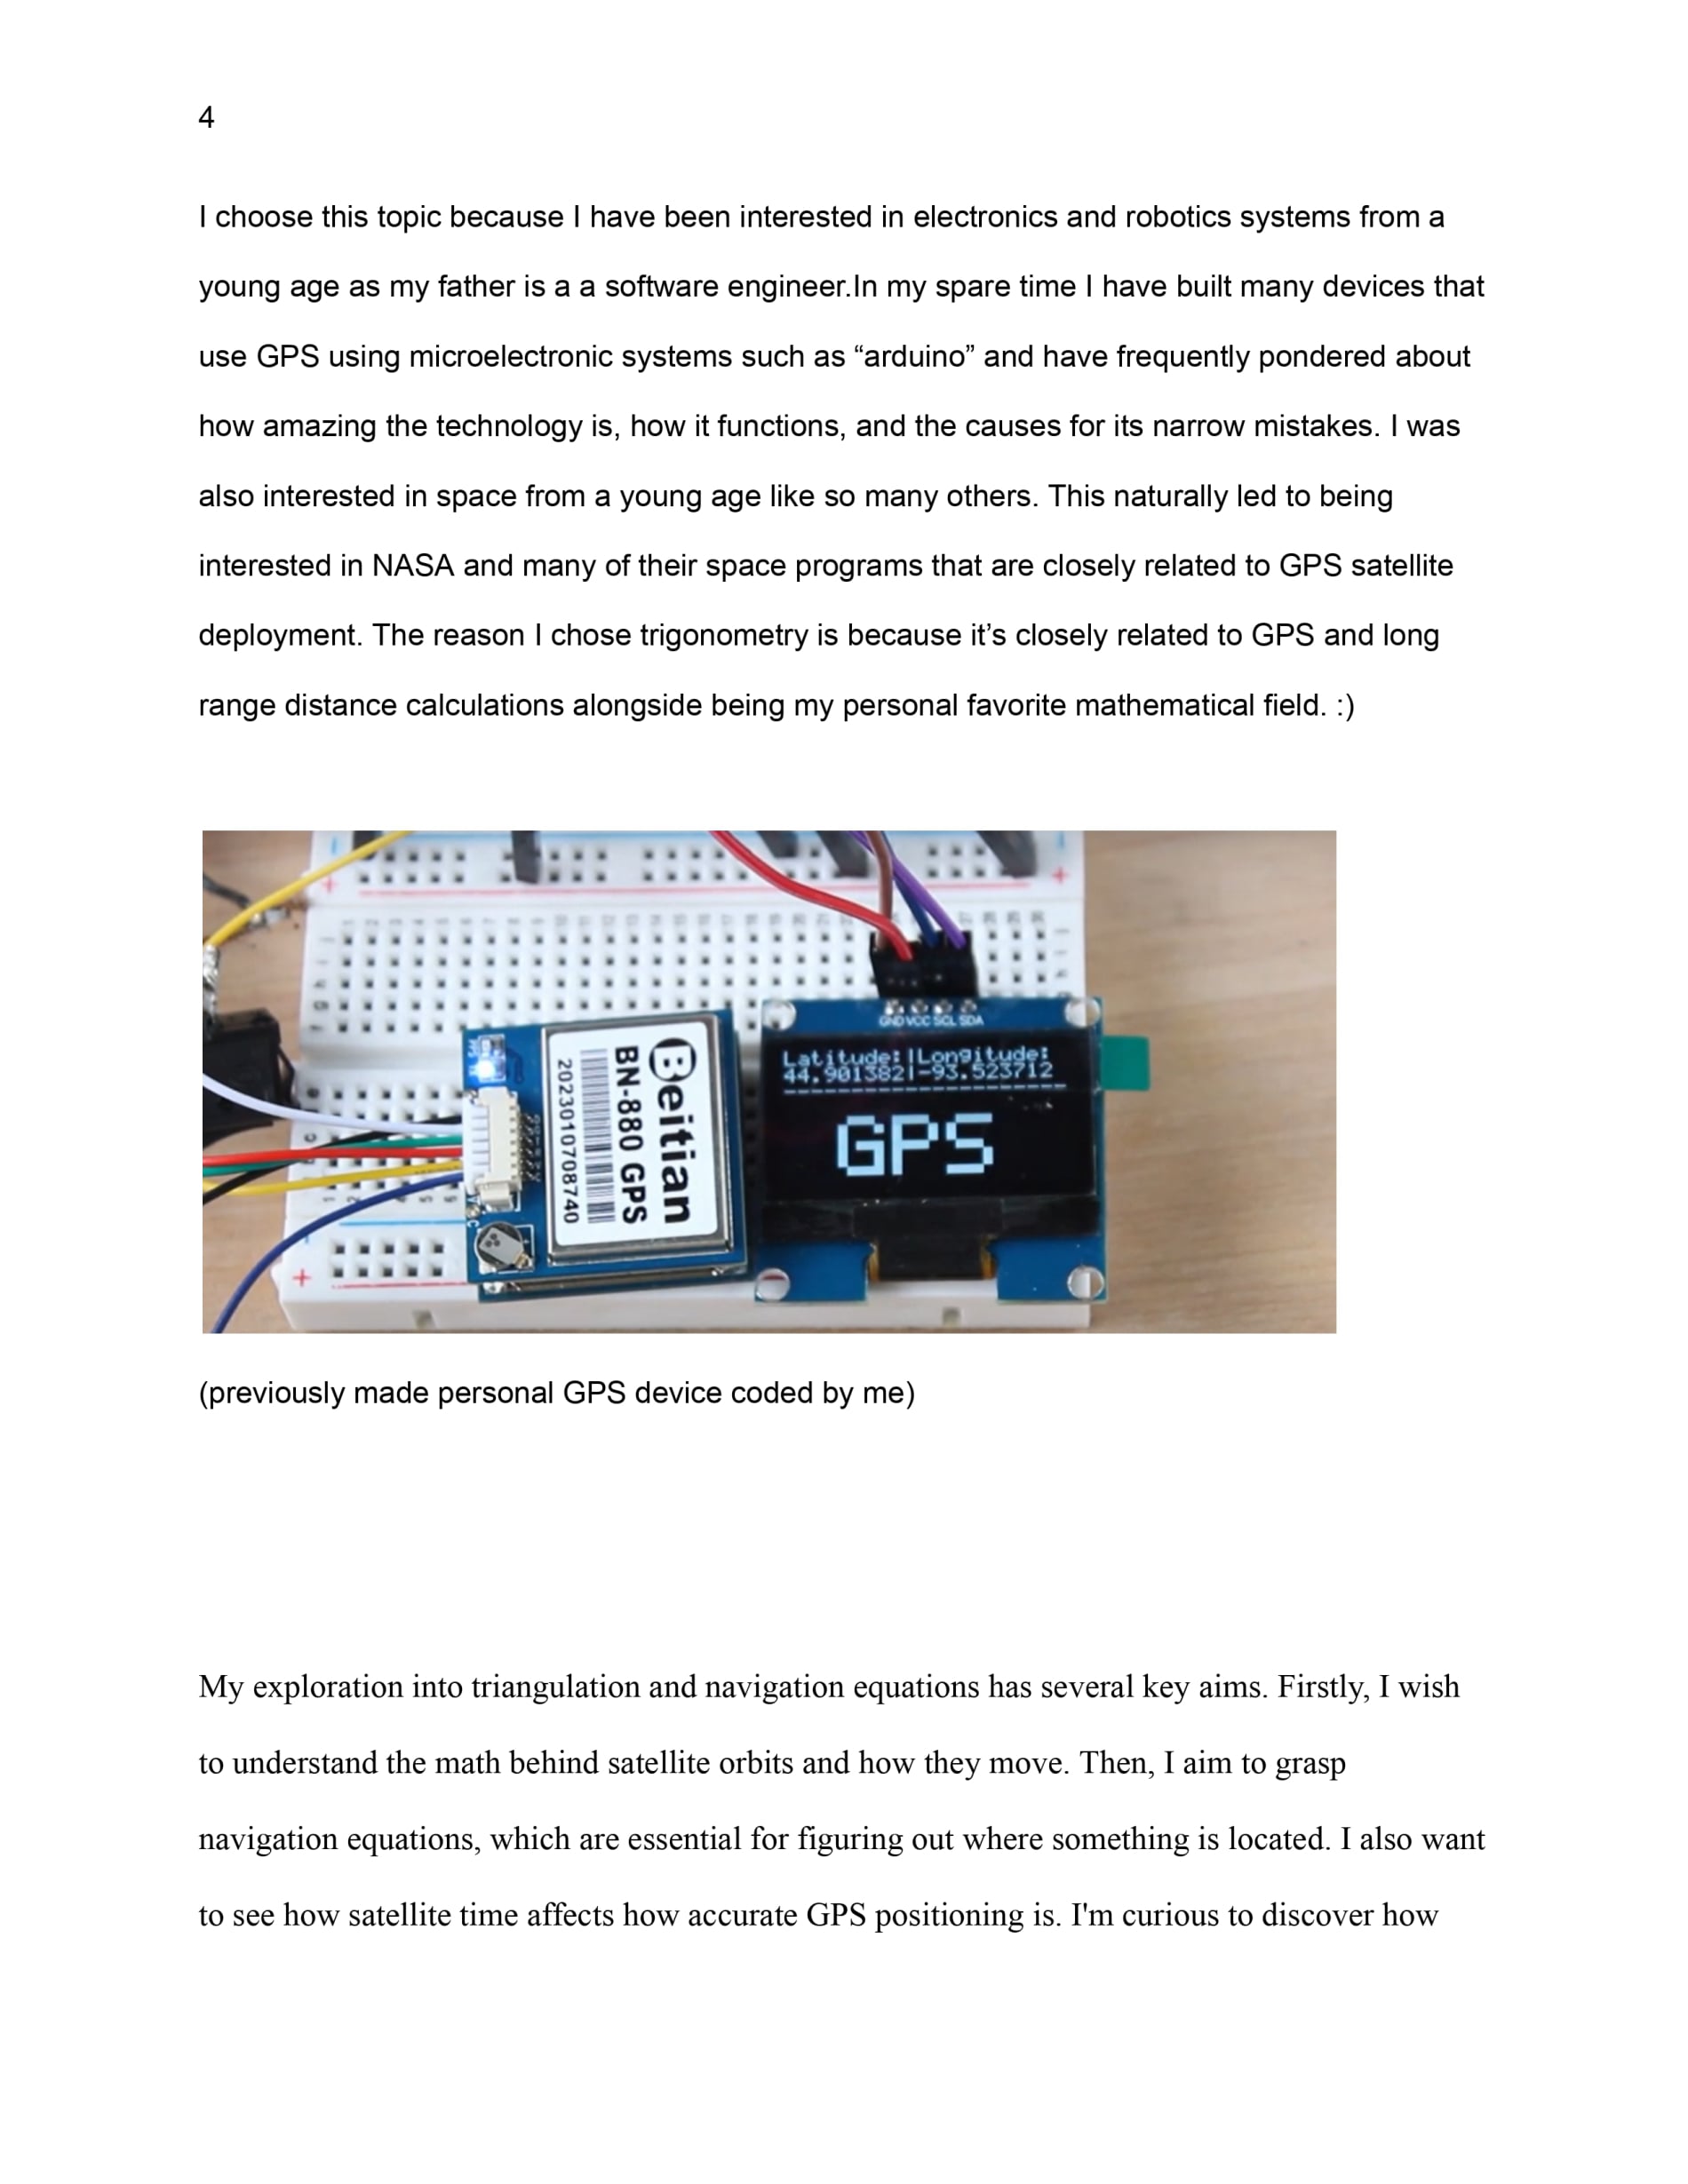 4
I choose this topic because I have been interested in electronics and robotics systems from a
young age as my father is a a software engineer.In my spare time I have built many devices that
use GPS using microelectronic systems such as “arduino” and have frequently pondered about
how amazing the technology is, how it functions, and the causes for its narrow mistakes. I was
also interested in space from a young age like so many others. This naturally led to being
interested in NASA and many of their space programs that are closely related to GPS satellite
deployment. The reason I chose trigonometry is because it’s closely related to GPS and long
range distance calculations alongside being my personal favorite mathematical field. :)
GND VCC SCL SDA
Latitude:|Longitude:
44.901382|-93.523712
GPS
Beitian
BN-880 GPS
2023010708740
(previously made personal GPS device coded by me)
My exploration into triangulation and navigation equations has several key aims. Firstly, I wish
to understand the math behind satellite orbits and how they move. Then, I aim to grasp
navigation equations, which are essential for figuring out where something is located. I also want
to see how satellite time affects how accurate GPS positioning is. I'm curious to discover how